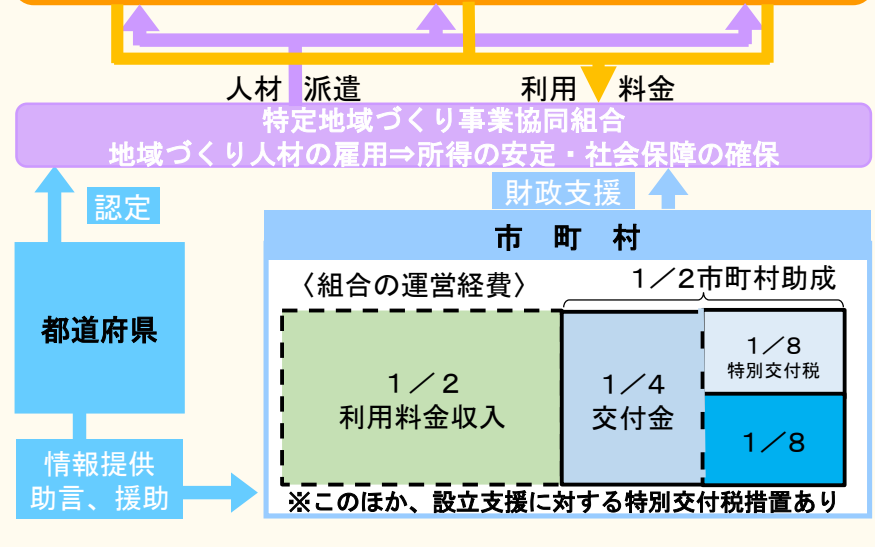 人材派遣
利用料金
特定地域づくり事業協同組合
地域づくり人材の雇用⇒所得の安定・社会保障の確保
認定
財政支援
市 町 村
都道府県
〈組合の運営経費〉
1／2市町村助成
1／2
利用料金収入
1／4
交付金
1／8
特別交付税
1／8
情報提供
助言、援助
※このほか、設立支援に対する特別交付税措置あり